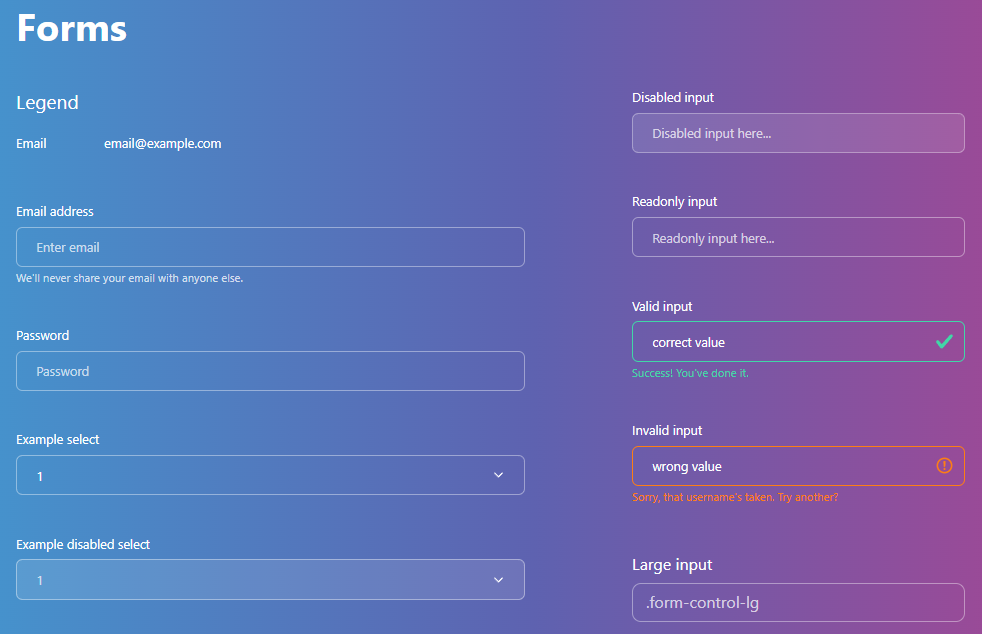 Forms
Legend
Email email@example.com
Email address
Enter email
We'll never share your email with anyone else.
Password
Password
Example select
1
Example disabled select
1
Disabled input
Disabled input here...
Readonly input
Readonly input here...
Valid input
correct value
Success! You've done it.
Invalid input
wrong value
Sorry, that username's taken. Try another?
Large input
.form-control-lg